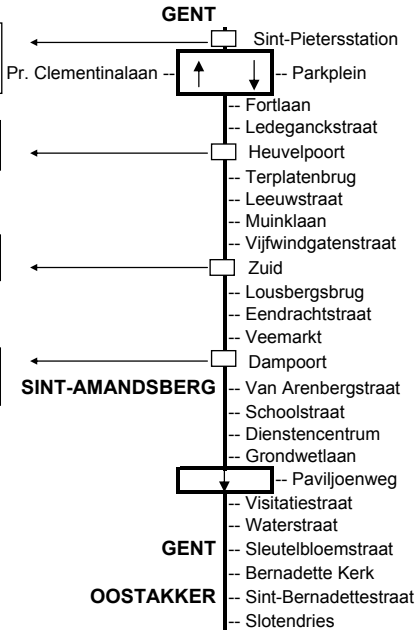 GENT
Sint-Pietersstation
Pr. Clementinalaan -- -- Parkplein
-- Fortlaan
-- Ledeganckstraat
Heuvelpoort
-- Terplatenbrug
-- Leeuwstraat
-- Muinklaan
-- Vijfwindgatenstraat
Zuid
-- Lousbergsbrug
-- Eendrachtstraat
-- Veemarkt
Dampoort
SINT-AMANDSBERG -- Van Arenbergstraat
-- Schoolstraat
-- Dienstencentrum
-- Grondwetlaan
-- Paviljoenweg
-- Visitatiestraat
-- Waterstraat
GENT -- Sleutelbloemstraat
-- Bernadette Kerk
OOSTAKKER -- Sint-Bernadettestraat
-- Slotendries